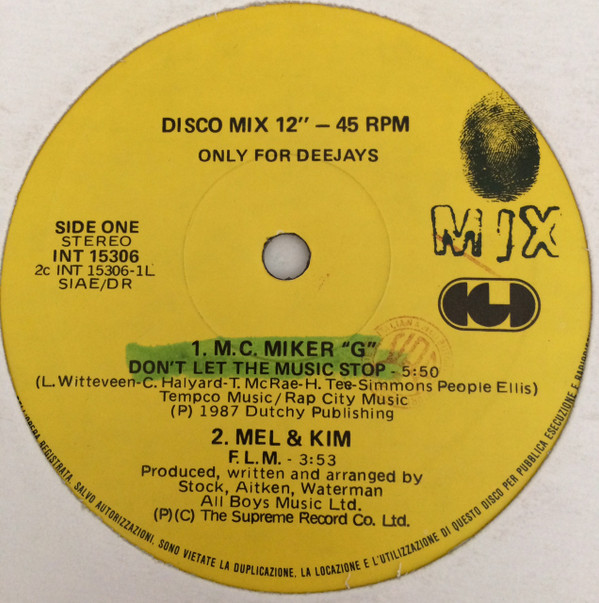 DISCO MIX 12" – 45 RPM
ONLY FOR DEEJAYS
MIX
SIDE ONE
STEREO
INT 15306
2c INT 15306-1L
SIAE/DR
CGD
1. M.C. MIKER "G"
DON'T LET THE MUSIC STOP - 5:50
(L. Witteveen-C. Halyard-T. McRae-H. Tee-Simmons People Ellis)
Tempco Music/Rap City Music
(P) 1987 Dutchy Publishing
2. MEL & KIM
F.L.M. - 3:53
Produced, written and arranged by
Stock, Aitken, Waterman
All Boys Music Ltd.
(P)(C) The Supreme Record Co. Ltd.
REGISTRATA. SALVO AUTORIZZAZIONI, SONO VIETATE LA DUPLICAZIONE, LA LOCAZIONE E L'UTILIZZAZIONE DI QUESTO DISCO PER PUBBLICA ESECUZIONE E